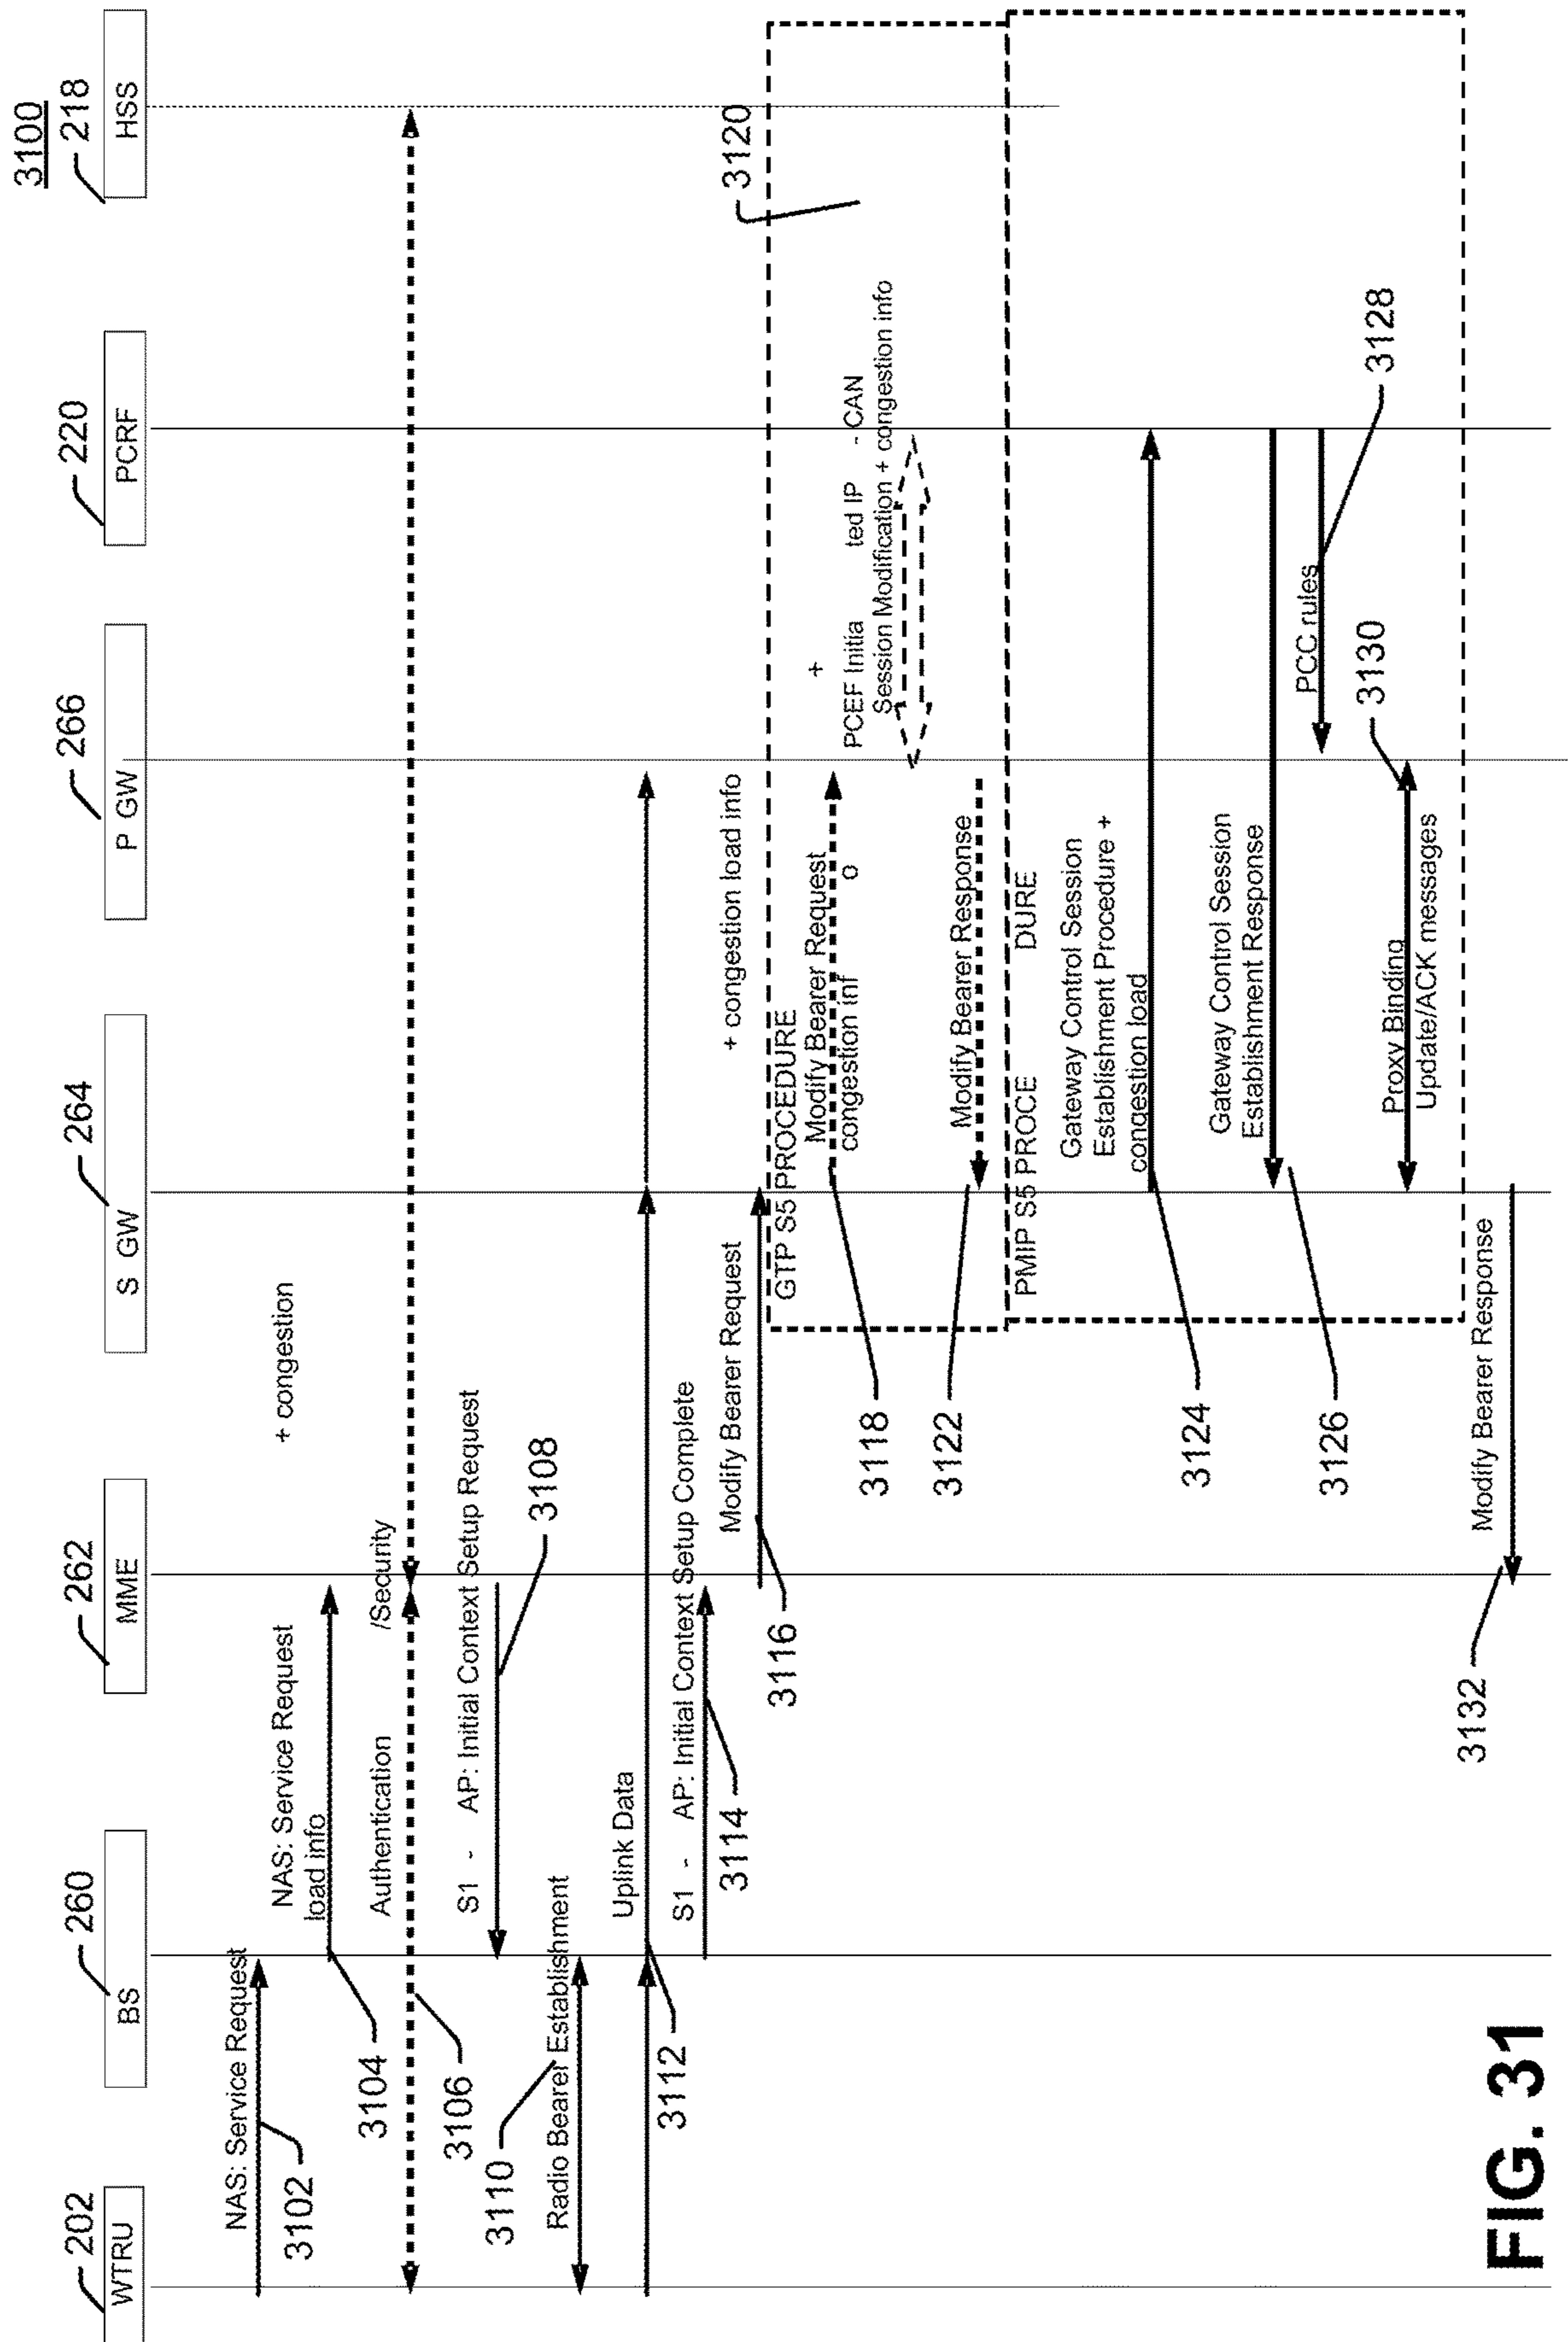 3100
202
260
262
264
266
220
218
WTRU
BS
MME
S GW
P GW
PCRF
HSS
NAS: Service Request
3102
NAS: Service Request
+ congestion
load info
3104
Authentication
/Security
3106
S1 - AP: Initial Context Setup Request
3108
Radio Bearer Establishment
3110
Uplink Data
3112
S1 - AP: Initial Context Setup Complete
3114
Modify Bearer Request
+ congestion load info
3116
GTP S5 PROCEDURE
Modify Bearer Request
+
congestion inf
o
3118
PCEF Initia
ted IP
- CAN
Session Modification + congestion info
3120
Modify Bearer Response
3122
PMIP S5 PROCE
DURE
Gateway Control Session
Establishment Procedure +
congestion load
3124
Gateway Control Session
Establishment Response
3126
PCC rules
3128
Proxy Binding
Update/ACK messages
3130
Modify Bearer Response
3132
FIG. 31